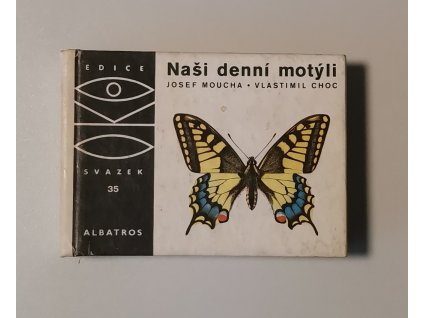 EDICE
OKO
SVAZEK
35
ALBATROS
Naši denní motýli
JOSEF MOUCHA • VLASTIMIL CHOC